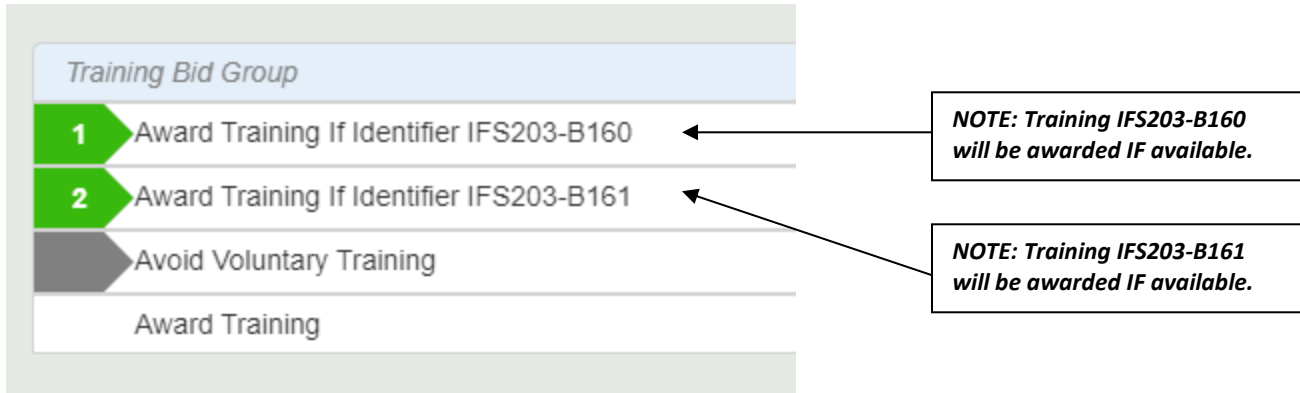 Training Bid Group
1 Award Training If Identifier IFS203-B160
NOTE: Training IFS203-B160
will be awarded IF available.
2 Award Training If Identifier IFS203-B161
Avoid Voluntary Training
NOTE: Training IFS203-B161
will be awarded IF available.
Award Training